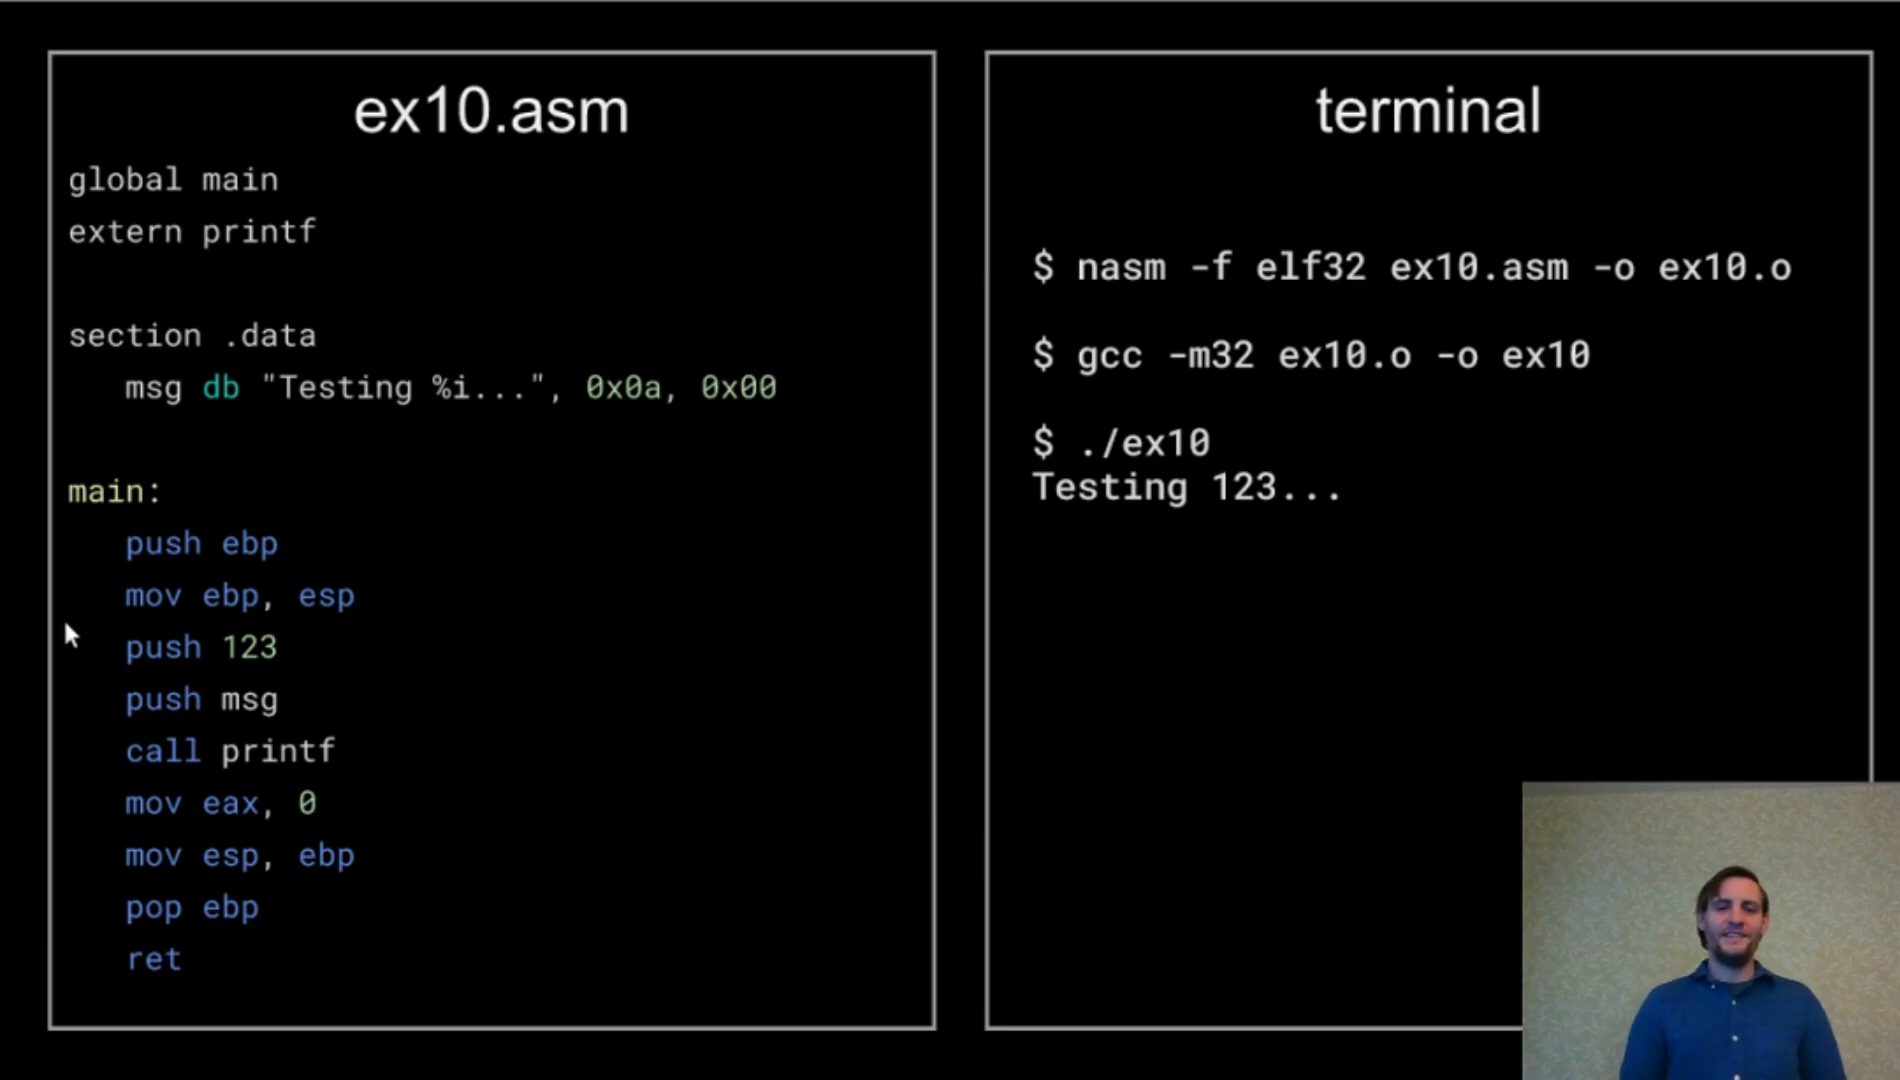 ex10.asm
global main
extern printf
section .data
msg db "Testing %i...", 0x0a, 0x00
main:
push ebp
mov ebp, esp
push 123
push msg
call printf
mov eax, 0
mov esp, ebp
pop ebp
ret
terminal
$ nasm -f elf32 ex10.asm -o ex10.o
$ gcc -m32 ex10.o -o ex10
$ ./ex10
Testing 123...